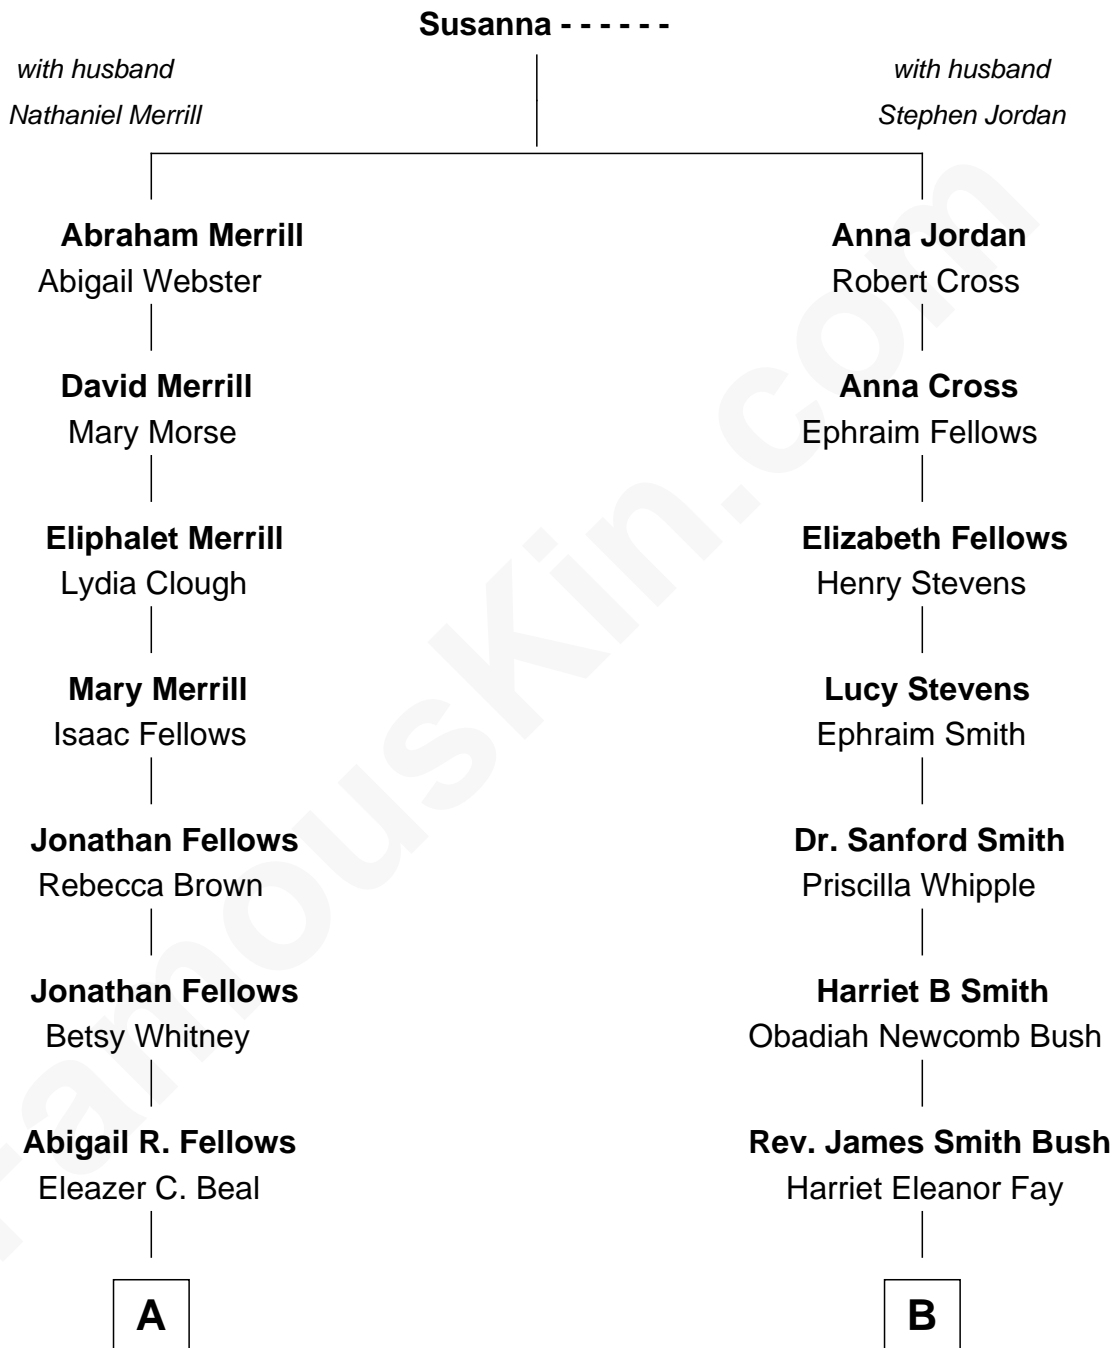 Susanna - - - - - -
with husband
Nathaniel Merrill
with husband
Stephen Jordan
Abraham Merrill
Abigail Webster
Anna Jordan
Robert Cross
David Merrill
Mary Morse
Anna Cross
Ephraim Fellows
Eliphalet Merrill
Lydia Clough
Elizabeth Fellows
Henry Stevens
Mary Merrill
Isaac Fellows
Lucy Stevens
Ephraim Smith
Jonathan Fellows
Rebecca Brown
Dr. Sanford Smith
Priscilla Whipple
Jonathan Fellows
Betsy Whitney
Harriet B Smith
Obadiah Newcomb Bush
Abigail R. Fellows
Eleazer C. Beal
Rev. James Smith Bush
Harriet Eleanor Fay
A
B
FamousKin.com